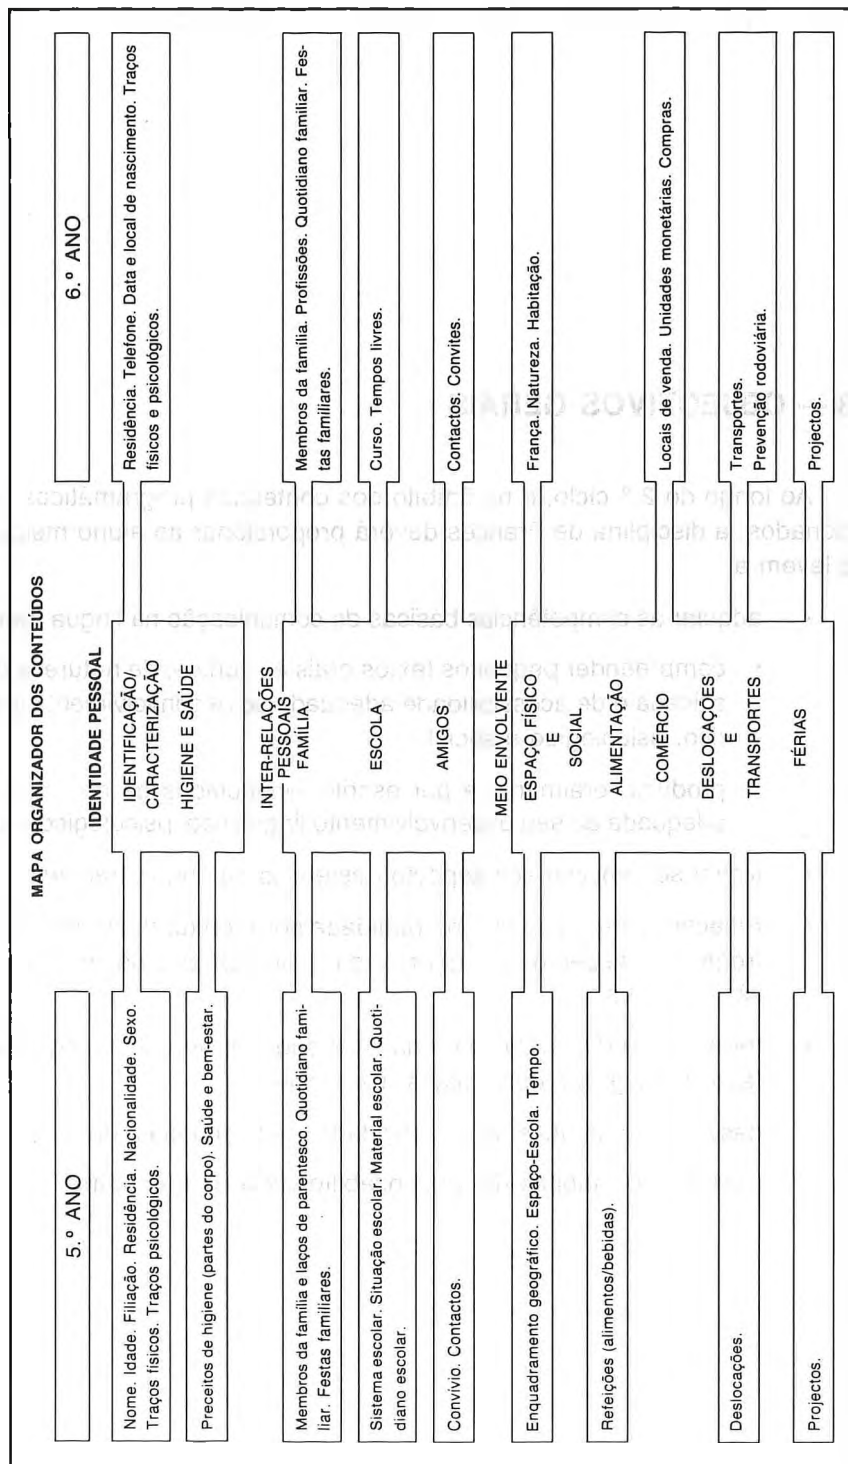 MAPA ORGANIZADOR DOS CONTEÚDOS
5.º ANO
6.º ANO
IDENTIDADE PESSOAL
Nome. Idade. Filiação. Residência. Nacionalidade. Sexo.
Traços físicos. Traços psicológicos.
IDENTIFICAÇÃO/
CARACTERIZAÇÃO
Residência. Telefone. Data e local de nascimento. Traços
físicos e psicológicos.
Preceitos de higiene (partes do corpo). Saúde e bem-estar.
HIGIENE E SAÚDE
INTER-RELAÇÕES
PESSOAIS
Membros da família e laços de parentesco. Quotidiano fami-
liar. Festas familiares.
FAMÍLIA
Membros da família. Profissões. Quotidiano familiar. Fes-
tas familiares.
Sistema escolar. Situação escolar. Material escolar. Quoti-
diano escolar.
ESCOLA
Curso. Tempos livres.
Convívio. Contactos.
AMIGOS
Contactos. Convites.
MEIO ENVOLVENTE
Enquadramento geográfico. Espaço-Escola. Tempo.
ESPAÇO FÍSICO
E
SOCIAL
França. Natureza. Habitação.
Refeições (alimentos/bebidas).
ALIMENTAÇÃO
COMÉRCIO
Locais de venda. Unidades monetárias. Compras.
Deslocações.
DESLOCAÇÕES
E
TRANSPORTES
Transportes.
Prevenção rodoviária.
Projectos.
FÉRIAS
Projectos.